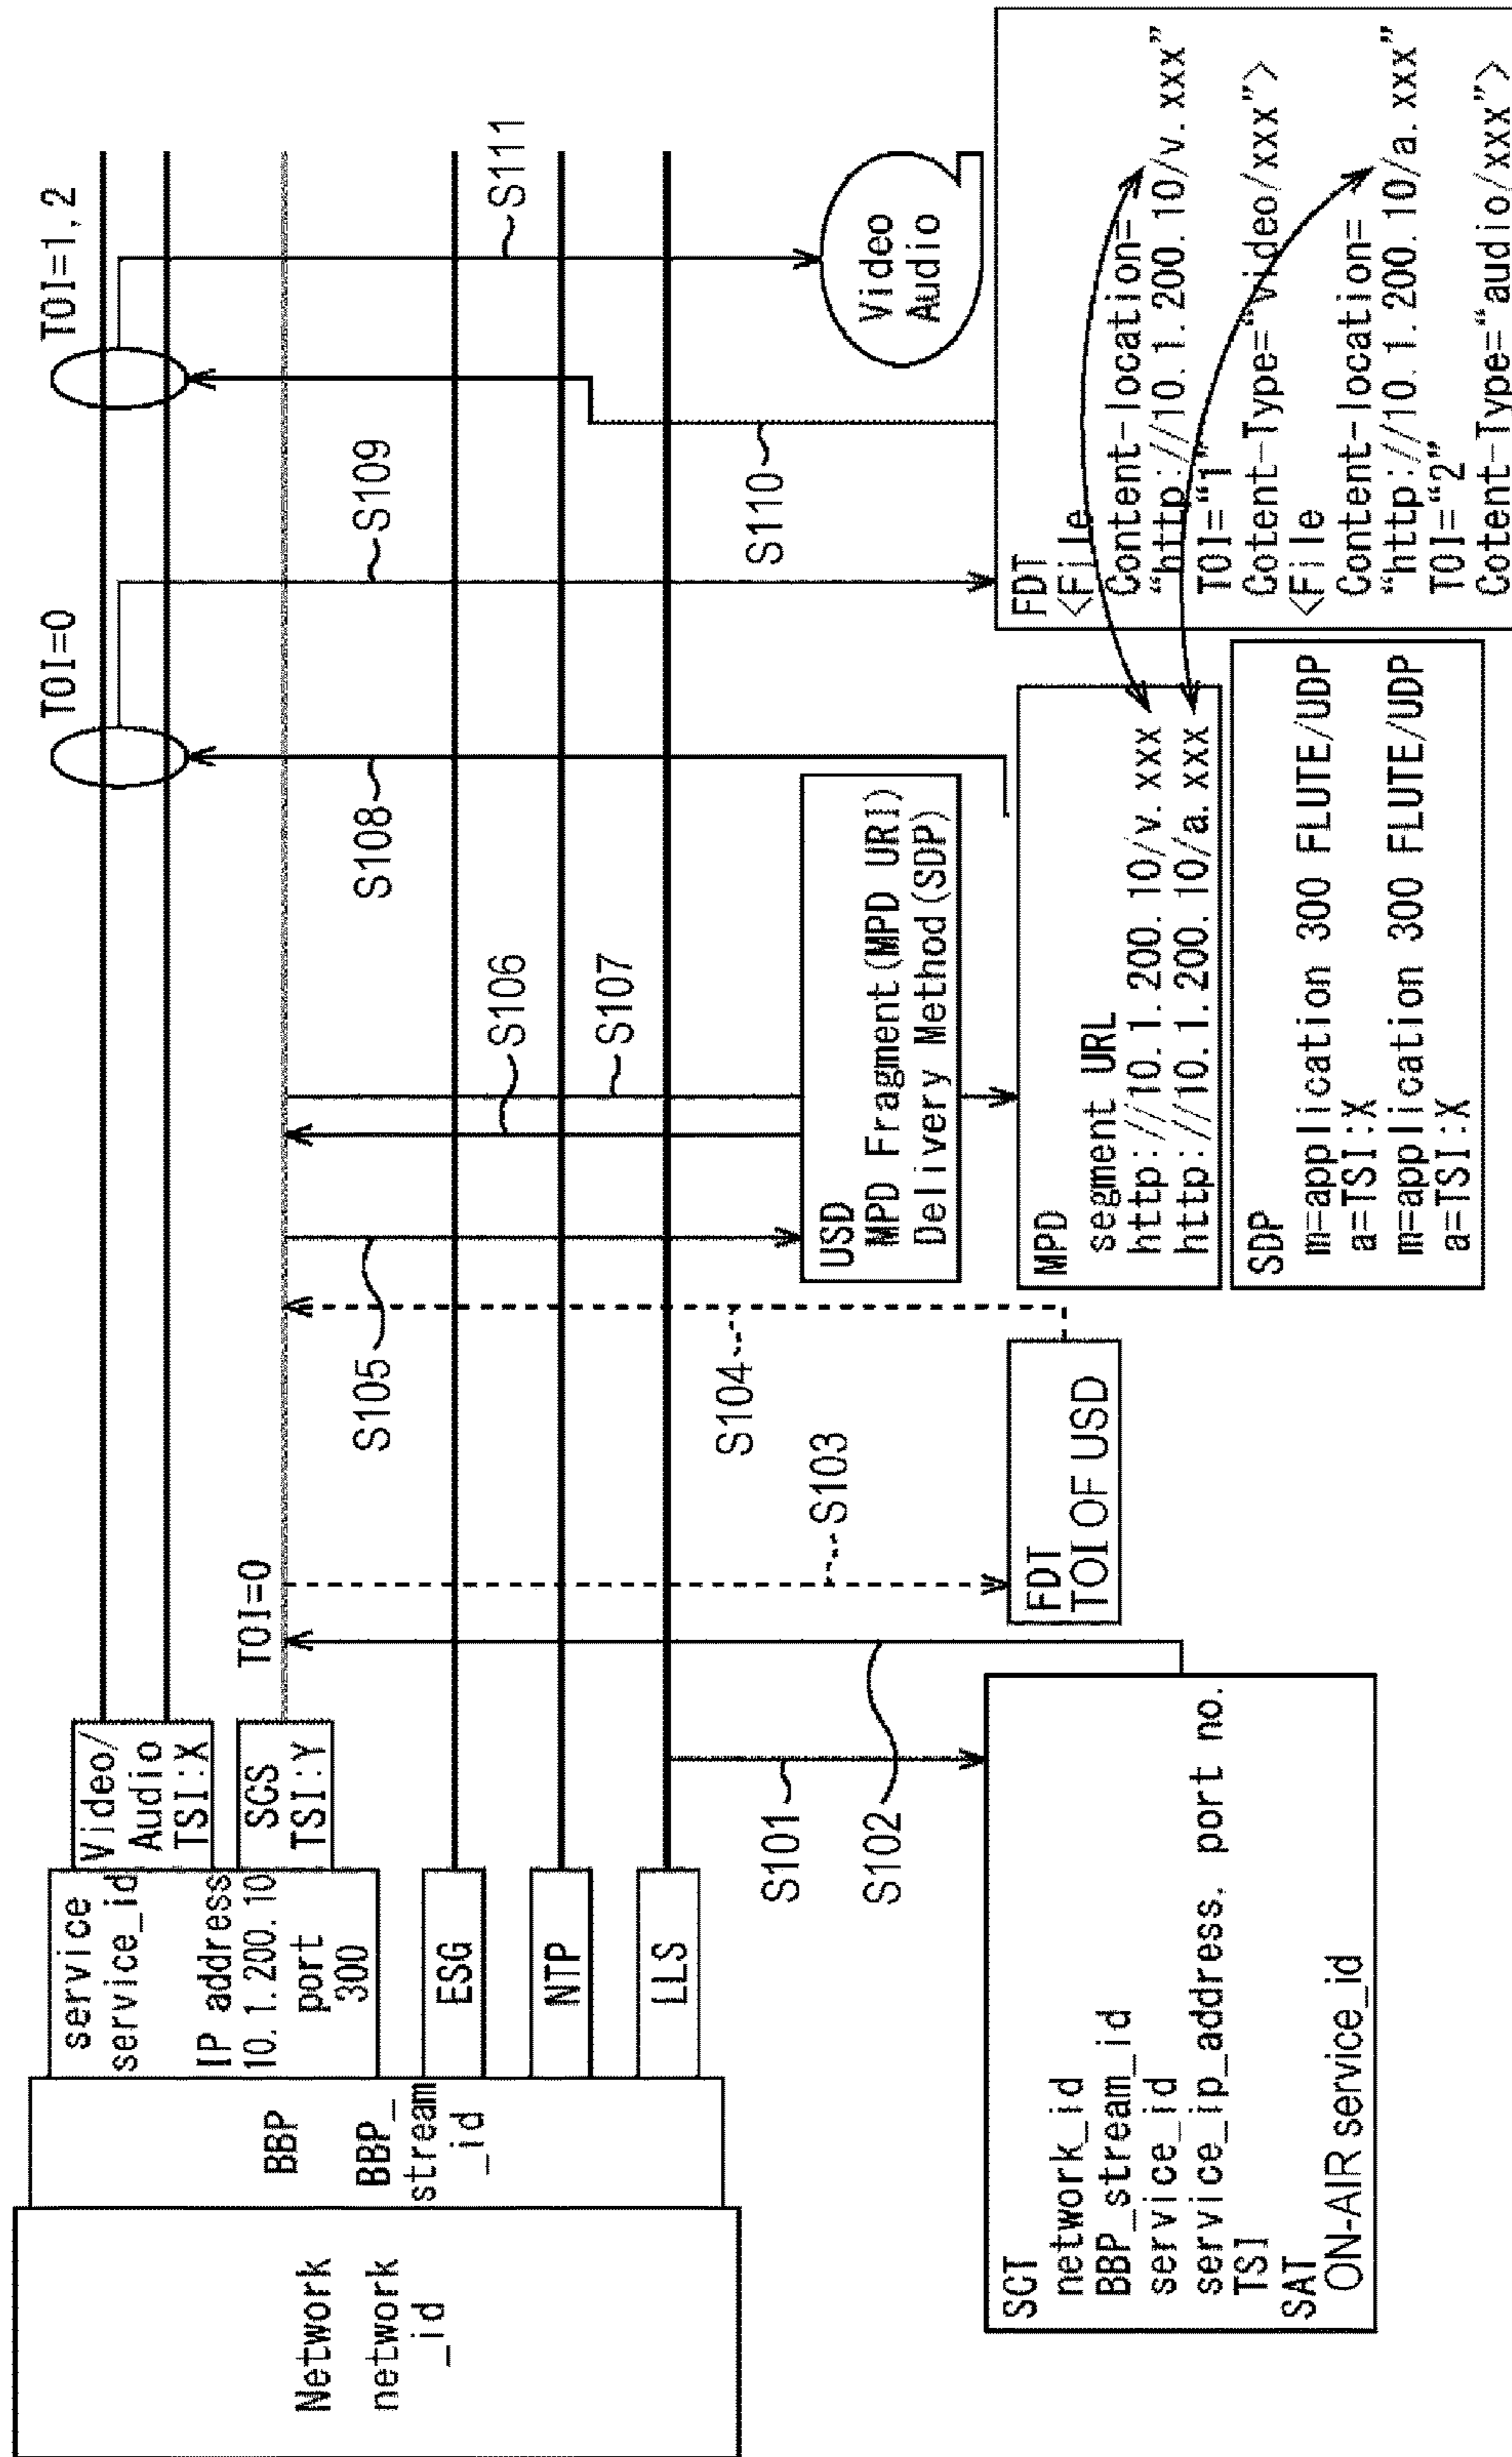 Network
network
_id
BBP
BBP_
stream
_id
service
service_id
IP address
10.1.200.10
port
300
Video/
Audio
TSI:X
SCS
TSI:Y
ESG
NTP
LLS
TOI=0
TOI=0
TOI=1,2
S101
S102
S103
S104
S105
S106
S107
S108
S109
S110
S111
SCT
network_id
BBP_stream_id
service_id
service_ip_address. port no.
TSI
SAT
ON-AIR service_id
FDT
TOI OF USD
USD
MPD Fragment(MPD URI)
Delivery Method(SDP)
MPD
segment URL
http://10.1.200.10/v.xxx
http://10.1.200.10/a.xxx
SDP
m=application 300 FLUTE/UDP
a=TSI:X
m=application 300 FLUTE/UDP
a=TSI:X
Video
Audio
FDT
<File
Content-location=
“http://10.1.200.10/v.xxx”
TOI=“1”
Cotent-Type=“video/xxx”>
<File
Content-location=
“http://10.1.200.10/a.xxx”
TOI=“2”
Cotent-Type=“audio/xxx”>